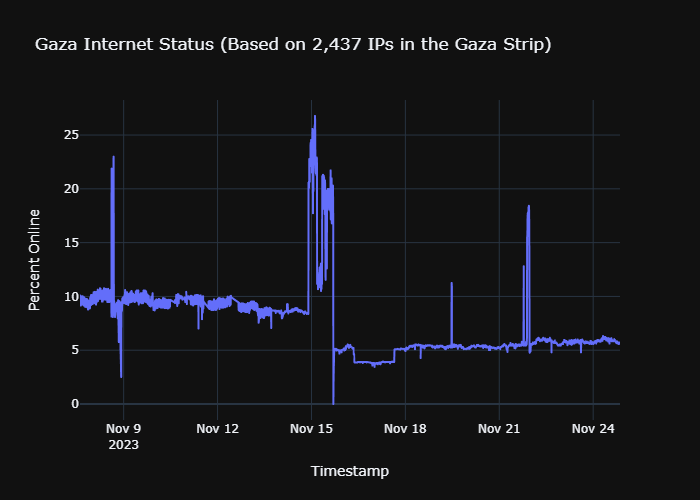 Gaza Internet Status (Based on 2,437 IPs in the Gaza Strip)
Percent Online
25
20
15
10
5
0
Nov 9
2023
Nov 12
Nov 15
Nov 18
Nov 21
Nov 24
Timestamp